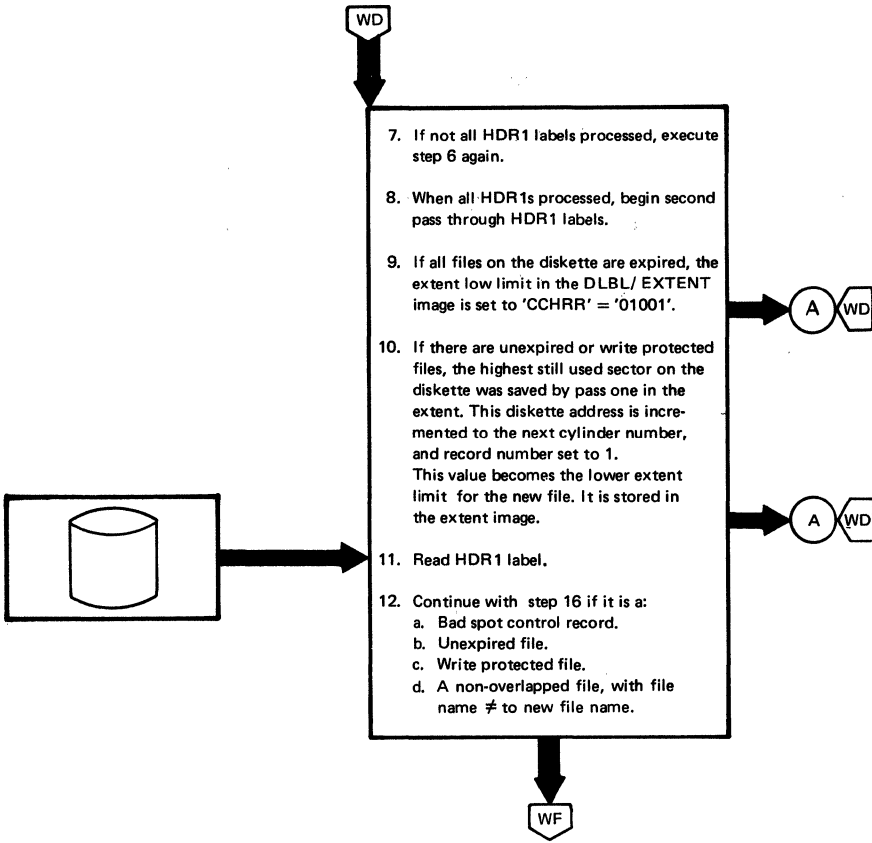 WD
7. If not all HDR1 labels processed, execute
step 6 again.
8. When all HDR1s processed, begin second
pass through HDR1 labels.
9. If all files on the diskette are expired, the
extent low limit in the DLBL/ EXTENT
image is set to 'CCHRR' = '01001'.
A WD
10. If there are unexpired or write protected
files, the highest still used sector on the
diskette was saved by pass one in the
extent. This diskette address is incre-
mented to the next cylinder number,
and record number set to 1.
This value becomes the lower extent
limit for the new file. It is stored in
the extent image.
A WD
11. Read HDR1 label.
12. Continue with step 16 if it is a:
a. Bad spot control record.
b. Unexpired file.
c. Write protected file.
d. A non-overlapped file, with file
name ≠ to new file name.
WF